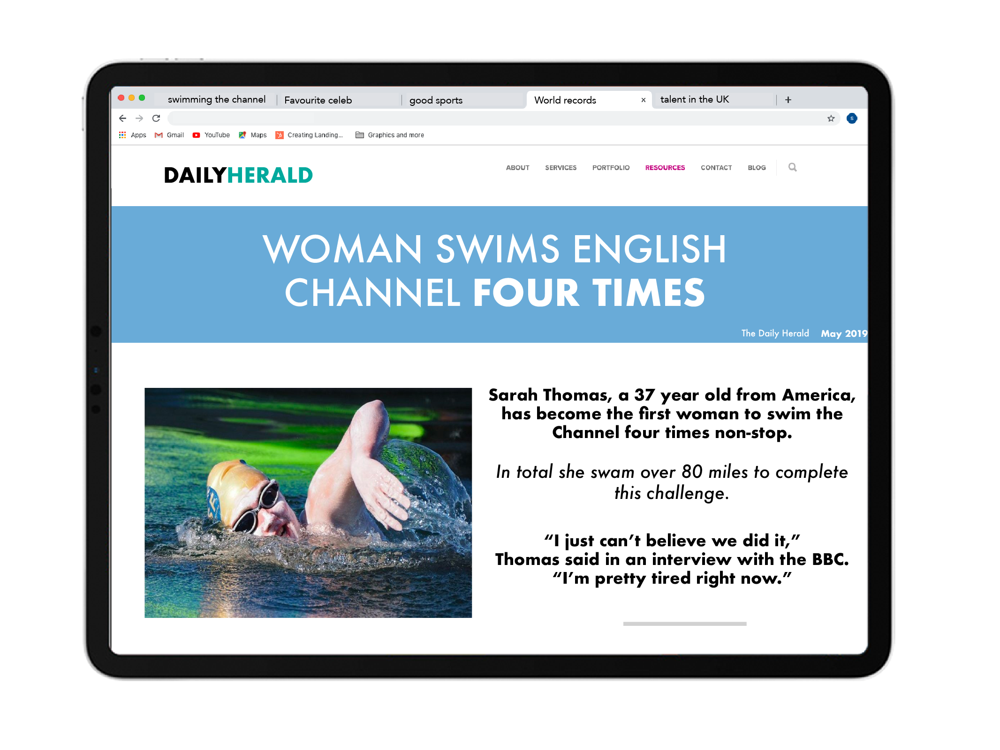 swimming the channel
Favourite celeb
good sports
World records
talent in the UK
S
Apps
Gmail
YouTube
Maps
Creating Landing...
Graphics and more
DAILYHERALD
ABOUT
SERVICES
PORTFOLIO
RESOURCES
CONTACT
BLOG
WOMAN SWIMS ENGLISH
CHANNEL FOUR TIMES
The Daily Herald May 2019
Sarah Thomas, a 37 year old from America,
has become the first woman to swim the
Channel four times non-stop.
In total she swam over 80 miles to complete
this challenge.
“I just can’t believe we did it,”
Thomas said in an interview with the BBC.
“I’m pretty tired right now.”